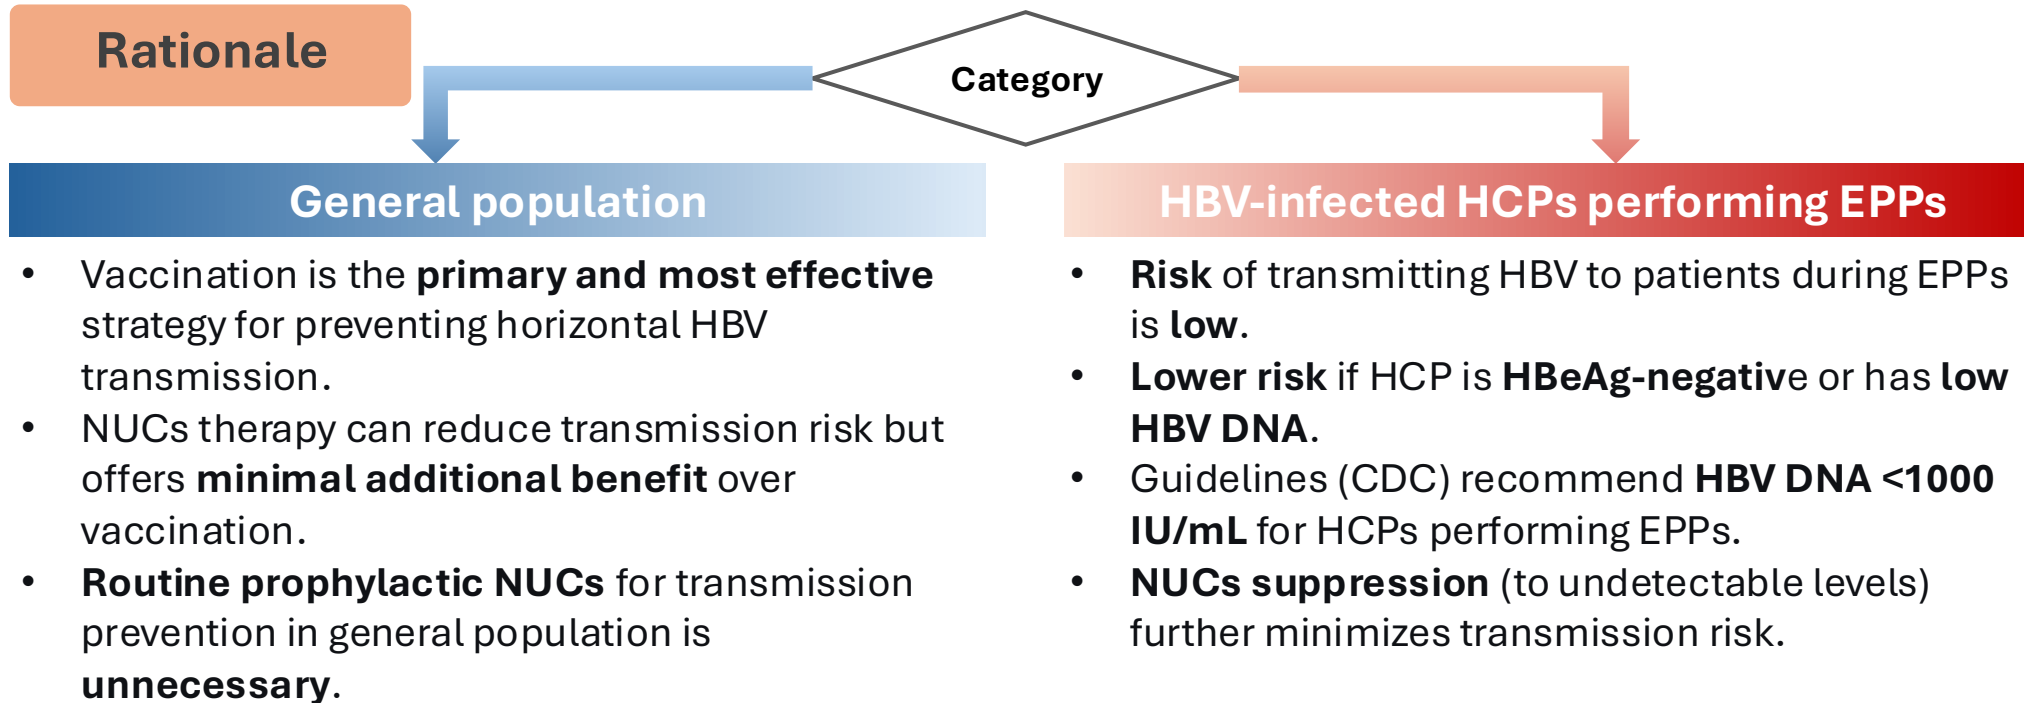 Rationale
Category
General population
• Vaccination is the primary and most effective
strategy for preventing horizontal HBV
transmission.
• NUCs therapy can reduce transmission risk but
offers minimal additional benefit over
vaccination.
• Routine prophylactic NUCs for transmission
prevention in general population is
unnecessary.
HBV-infected HCPs performing EPPs
• Risk of transmitting HBV to patients during EPPs
is low.
• Lower risk if HCP is HBeAg-negative or has low
HBV DNA.
• Guidelines (CDC) recommend HBV DNA <1000
IU/mL for HCPs performing EPPs.
• NUCs suppression (to undetectable levels)
further minimizes transmission risk.